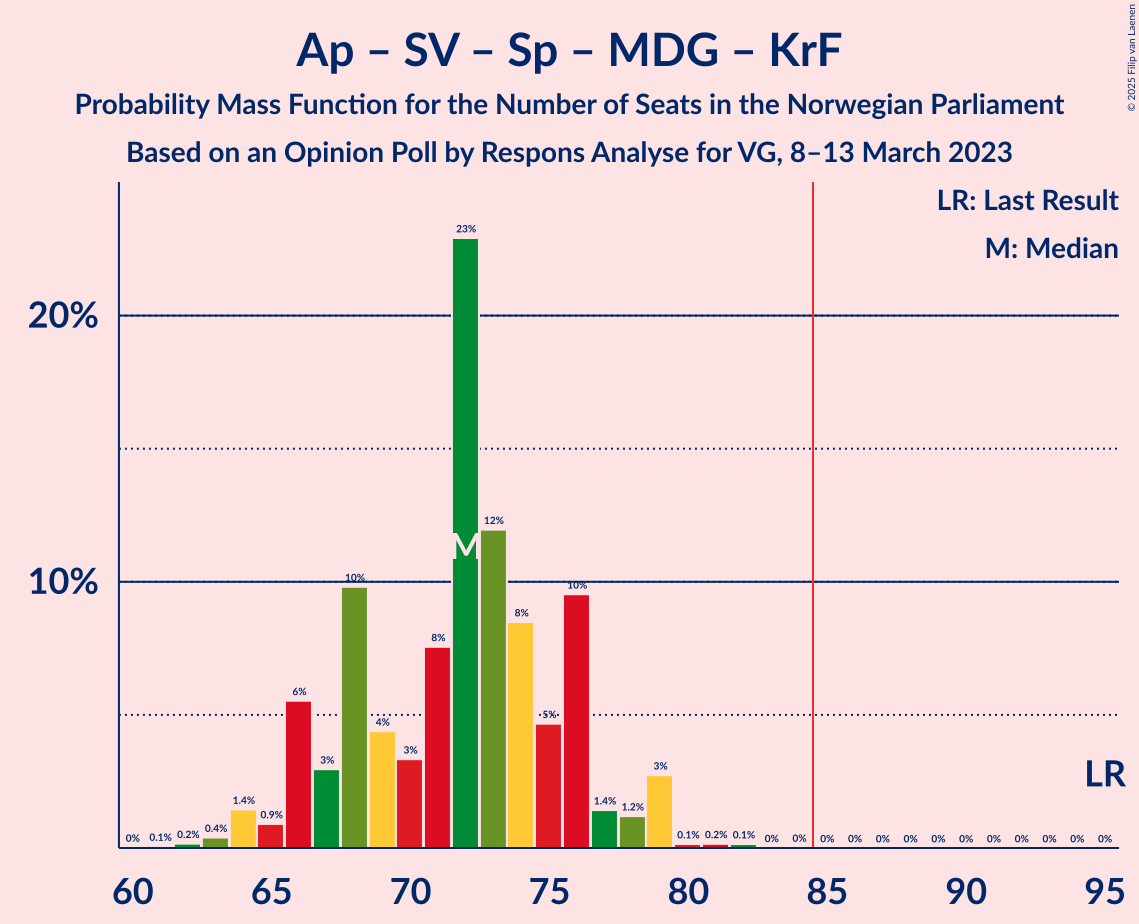 Ap – SV – Sp – MDG – KrF
Probability Mass Function for the Number of Seats in the Norwegian Parliament
Based on an Opinion Poll by Respons Analyse for VG, 8–13 March 2023
© 2025 Filip van Laenen
LR: Last Result
M: Median
20%
10%
0% 0.1% 0.2% 0.4% 1.4% 0.9% 6% 3% 10% 4% 3% 8% 23% 12% 8% 5% 10% 1.4% 1.2% 3% 0.1% 0.2% 0.1% 0% 0% 0% 0% 0% 0% 0% 0% 0% 0% 0% 0% 0%
M
LR
60 65 70 75 80 85 90 95